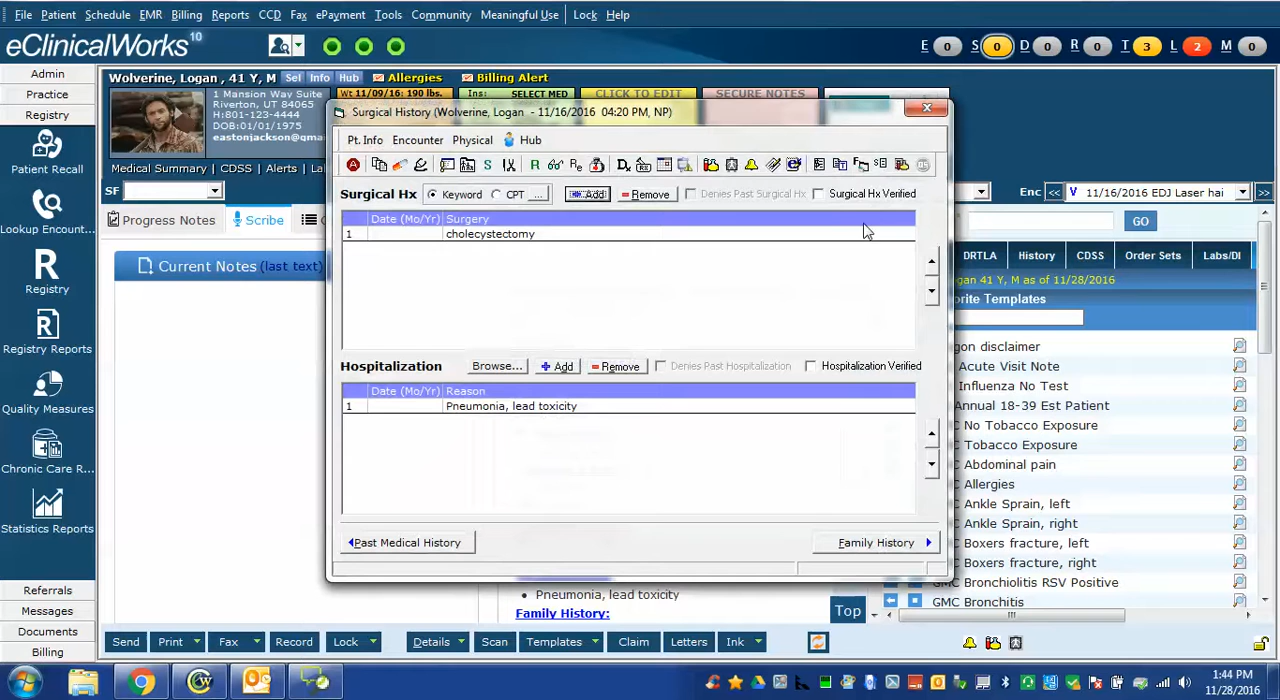 File Patient Schedule EMR Billing Reports CCD Fax ePayment Tools Community Meaningful Use Lock Help
eClinicalWorks 10
E 0 S 0 D 0 R 0 T 3 L 2 M 0
Admin
Practice
Registry
Patient Recall
Lookup Encount...
Registry
Registry Reports
Quality Measures
Chronic Care R...
Statistics Reports
Referrals
Messages
Documents
Billing
Wolverine, Logan , 41 Y, M Sel Info Hub Allergies Billing Alert
1 Mansion Way Suite
Riverton, UT 84065
H:801-123-4444
DOB:01/01/1975
eastonjackson@gma
Wt 11/09/16: 190 lbs. Ins: SELECT MED CLICK TO EDIT SECURE NOTES
Medical Summary | CDSS | Alerts |
SF
Enc << V 11/16/2016 EDJ Laser hai >>
Progress Notes Scribe
Current Notes (last text)
Surgical History (Wolverine, Logan - 11/16/2016 04:20 PM, NP)
Pt. Info Encounter Physical Hub
Surgical Hx Keyword CPT ... Add Remove Denies Past Surgical Hx Surgical Hx Verified
Date (Mo/Yr) Surgery
1 cholecystectomy
Hospitalization Browse... Add Remove Denies Past Hospitalization Hospitalization Verified
Date (Mo/Yr) Reason
1 Pneumonia, lead toxicity
Past Medical History Family History
GO
DRTLA History CDSS Order Sets Labs/DI
gan 41 Y, M as of 11/28/2016
orite Templates
gon disclaimer
Acute Visit Note
Influenza No Test
Annual 18-39 Est Patient
C No Tobacco Exposure
C Tobacco Exposure
C Abdominal pain
C Allergies
C Ankle Sprain, left
C Ankle Sprain, right
C Boxers fracture, left
C Boxers fracture, right
GMC Bronchiolitis RSV Positive
GMC Bronchitis
Pneumonia, lead toxicity
Family History:
Top
Send Print Fax Record Lock Details Scan Templates Claim Letters Ink
1:44 PM
11/28/2016